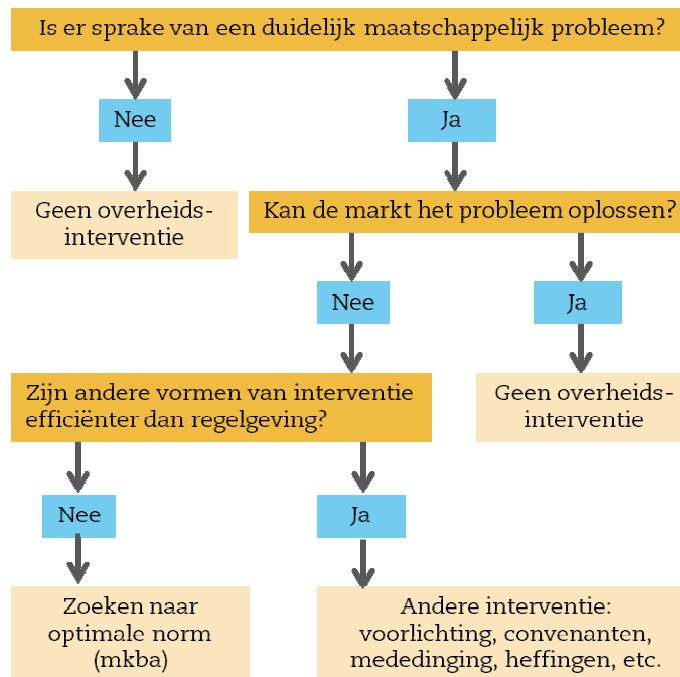 Is er sprake van een duidelijk maatschappelijk probleem?
Nee
Ja
Geen overheids-
interventie
Kan de markt het probleem oplossen?
Nee
Ja
Zijn andere vormen van interventie
efficiënter dan regelgeving?
Geen overheids-
interventie
Nee
Ja
Zoeken naar
optimale norm
(mkba)
Andere interventie:
voorlichting, convenanten,
mededinging, heffingen, etc.